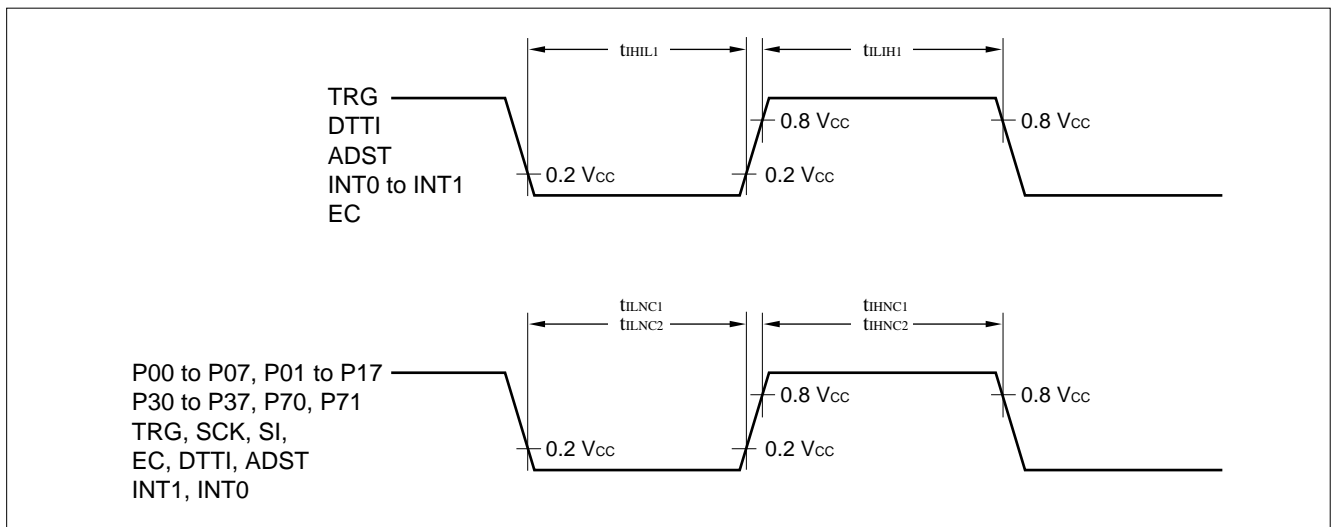 tIHIL1
tILIH1
TRG
DTTI
ADST
INT0 to INT1
EC
0.8 VCC
0.8 VCC
0.2 VCC
0.2 VCC
tILNC1
tILNC2
tIHNC1
tIHNC2
P00 to P07, P01 to P17
P30 to P37, P70, P71
TRG, SCK, SI,
EC, DTTI, ADST
INT1, INT0
0.8 VCC
0.8 VCC
0.2 VCC
0.2 VCC